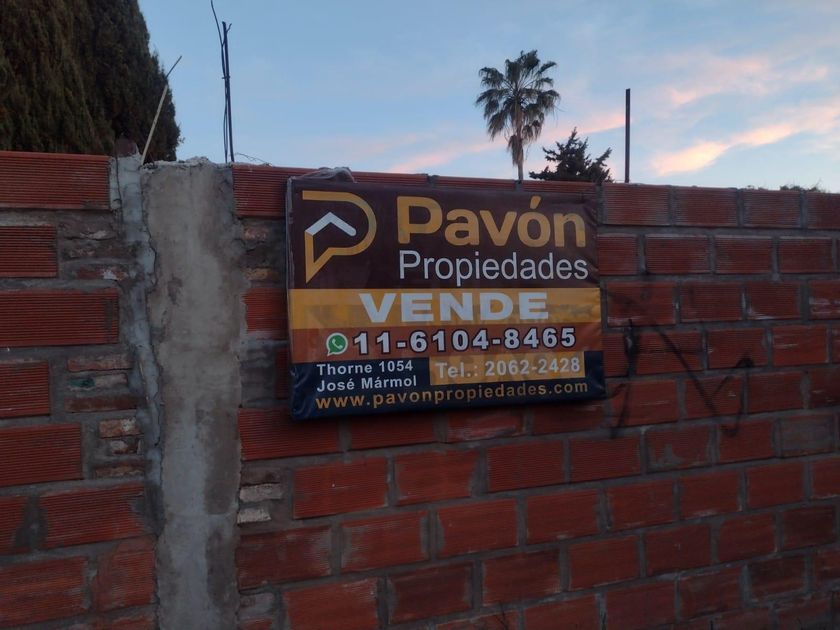 Pavón
Propiedades
VENDE
11-6104-8465
Thorne 1054
José Mármol
Tel.: 2062-2428
www.pavonpropiedades.com